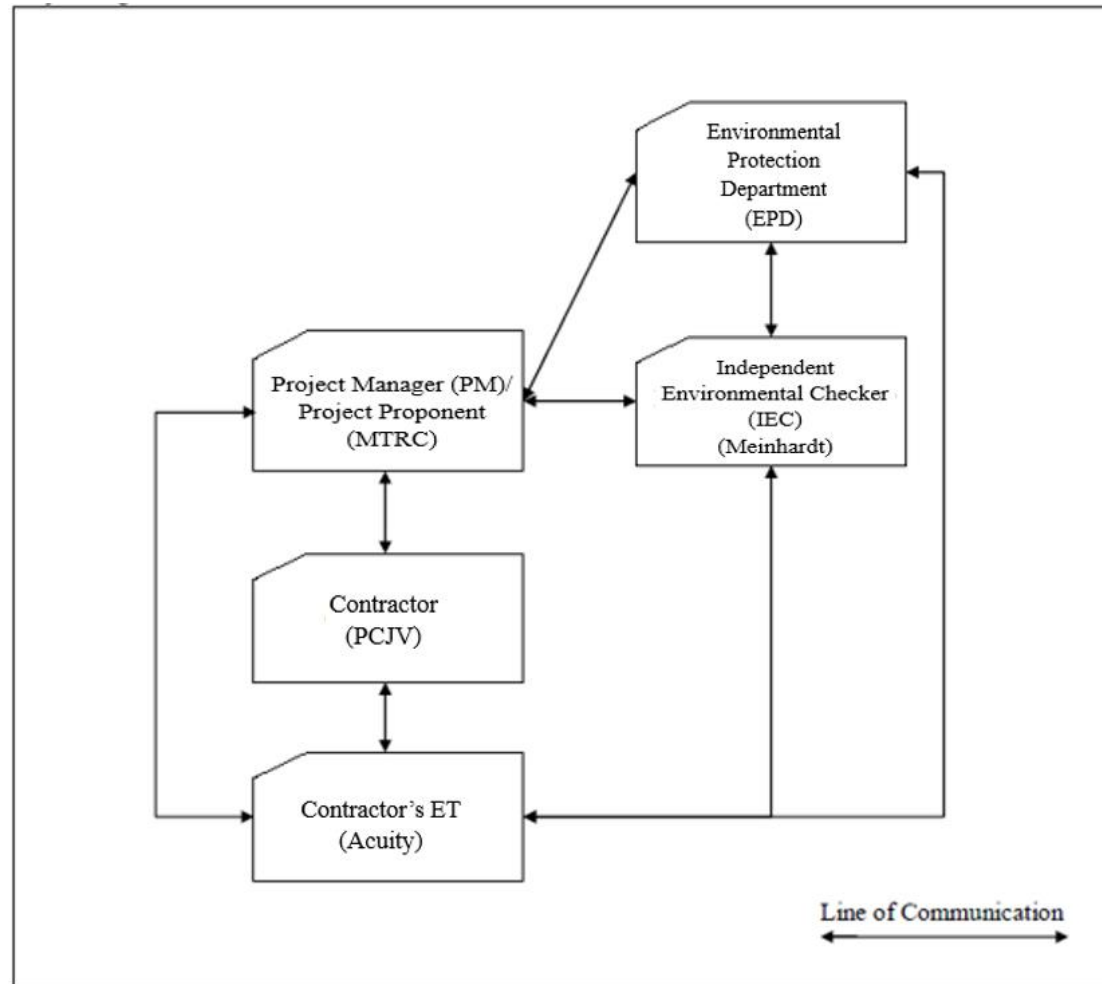 Environmental
Protection
Department
(EPD)
Project Manager (PM)/
Project Proponent
(MTRC)
Independent
Environmental Checker
(IEC)
(Meinhardt)
Contractor
(PCJV)
Contractor’s ET
(Acuity)
Line of Communication